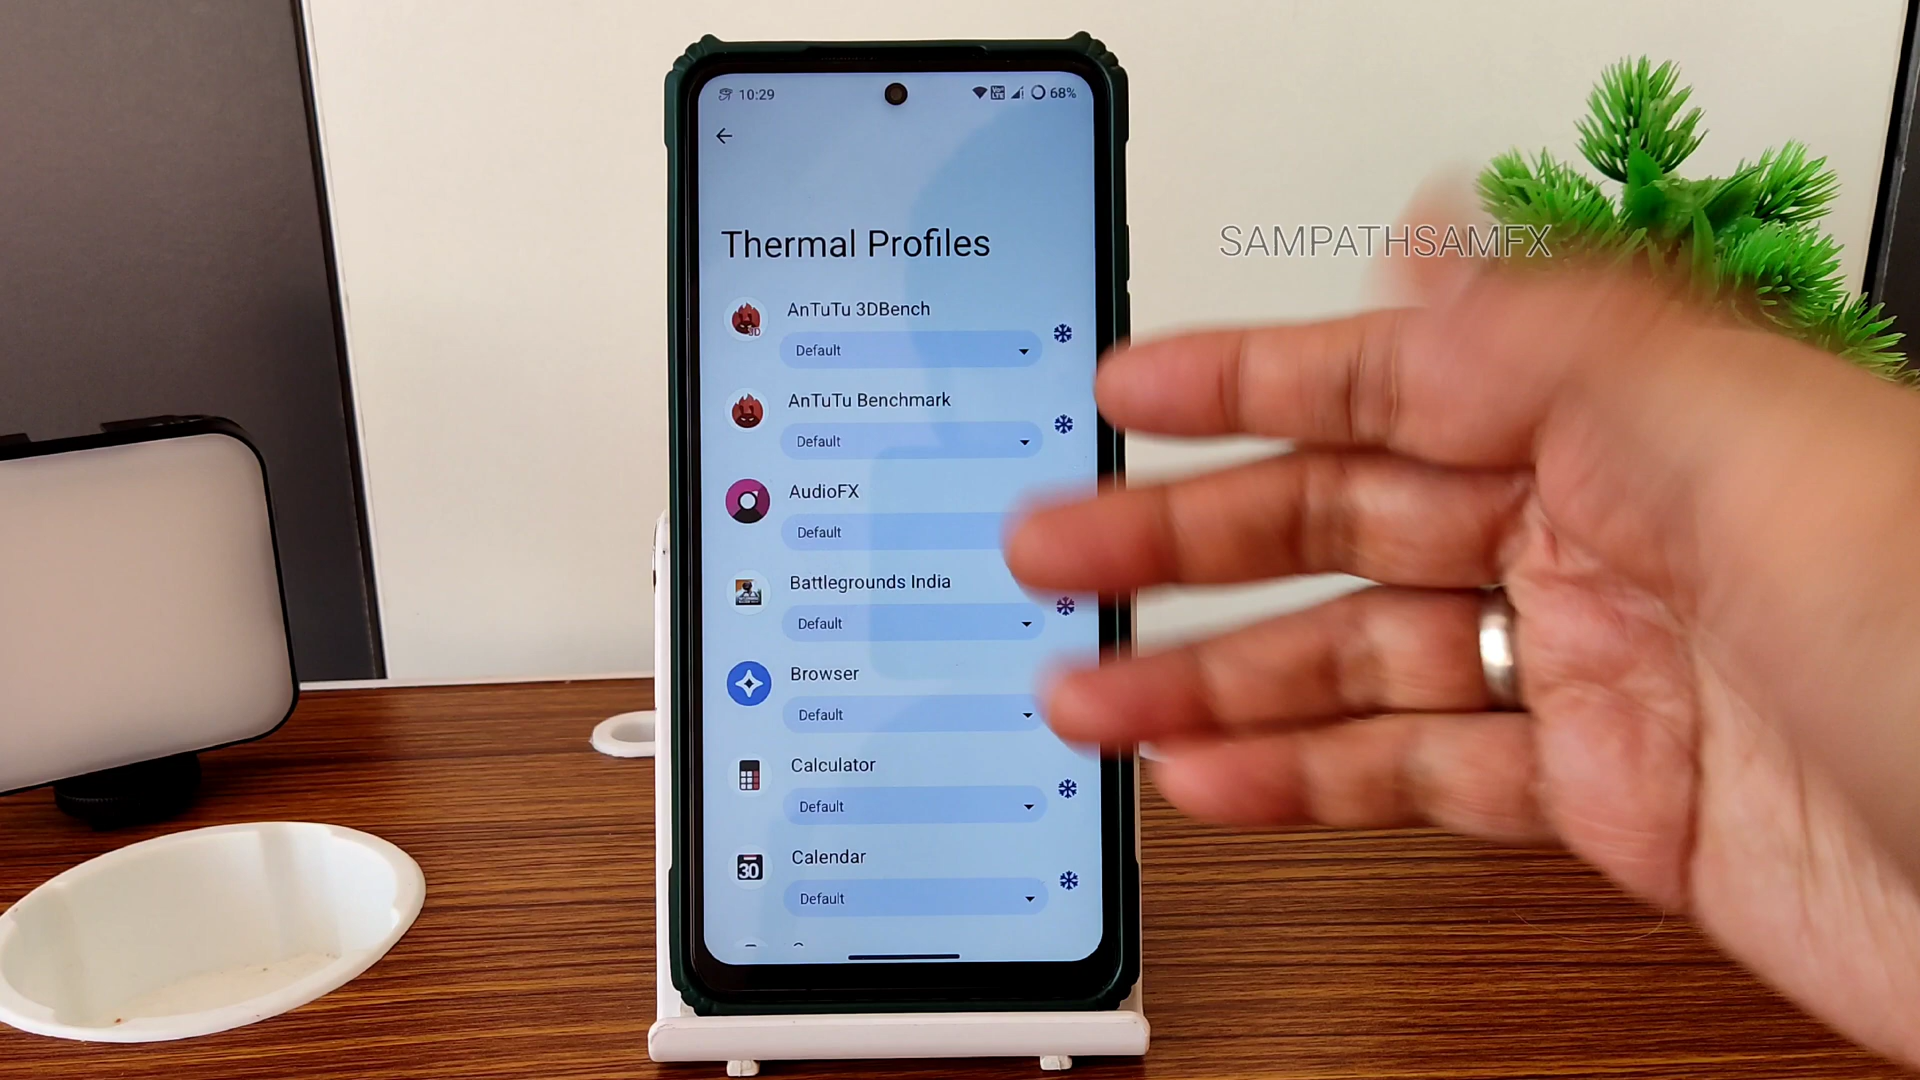 10:29
68%
Thermal Profiles
SAMPATHSAMFX
AnTuTu 3DBench
Default
AnTuTu Benchmark
Default
AudioFX
Default
Battlegrounds India
Default
Browser
Default
Calculator
Default
30
Calendar
Default